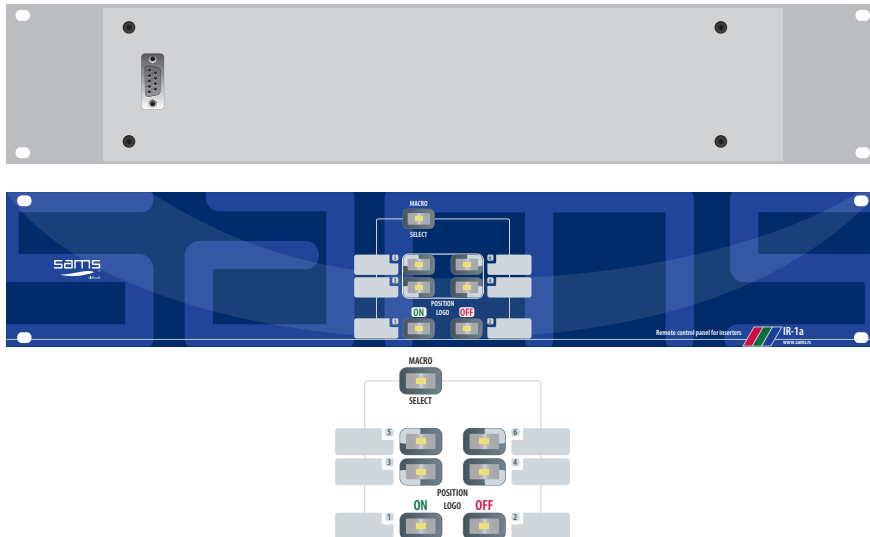 MACRO
SELECT
sams
5 6
3 4
POSITION
ON LOGO OFF
1 2
Remote control panel for inserters IR-1a
www.sams.rs
MACRO
SELECT
5 6
3 4
POSITION
ON LOGO OFF
1 2